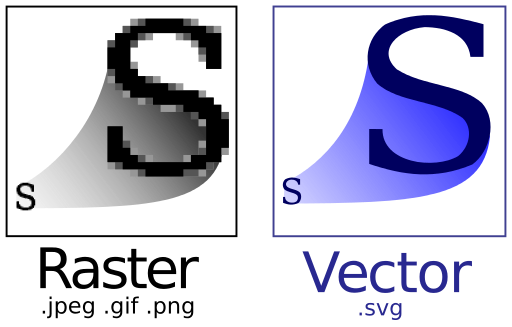 S S
S S
Raster Vector
.jpeg .gif .png .svg